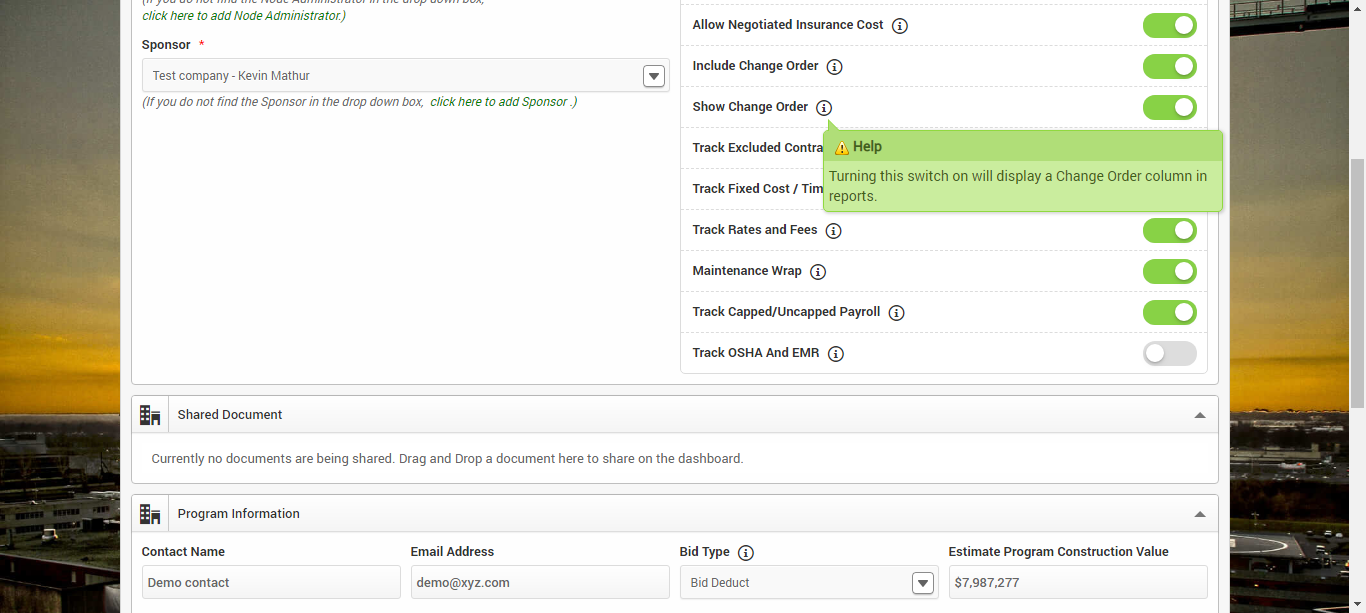 (If you do not find the Node Administrator in the drop down box,
click here to add Node Administrator.)
Sponsor *
Test company - Kevin Mathur
(If you do not find the Sponsor in the drop down box, click here to add Sponsor .)
Allow Negotiated Insurance Cost
Include Change Order
Show Change Order
Track Excluded Contra
Help
Turning this switch on will display a Change Order column in
reports.
Track Fixed Cost / Tim
Track Rates and Fees
Maintenance Wrap
Track Capped/Uncapped Payroll
Track OSHA And EMR
Shared Document
Currently no documents are being shared. Drag and Drop a document here to share on the dashboard.
Program Information
Contact Name
Demo contact
Email Address
demo@xyz.com
Bid Type
Bid Deduct
Estimate Program Construction Value
$7,987,277